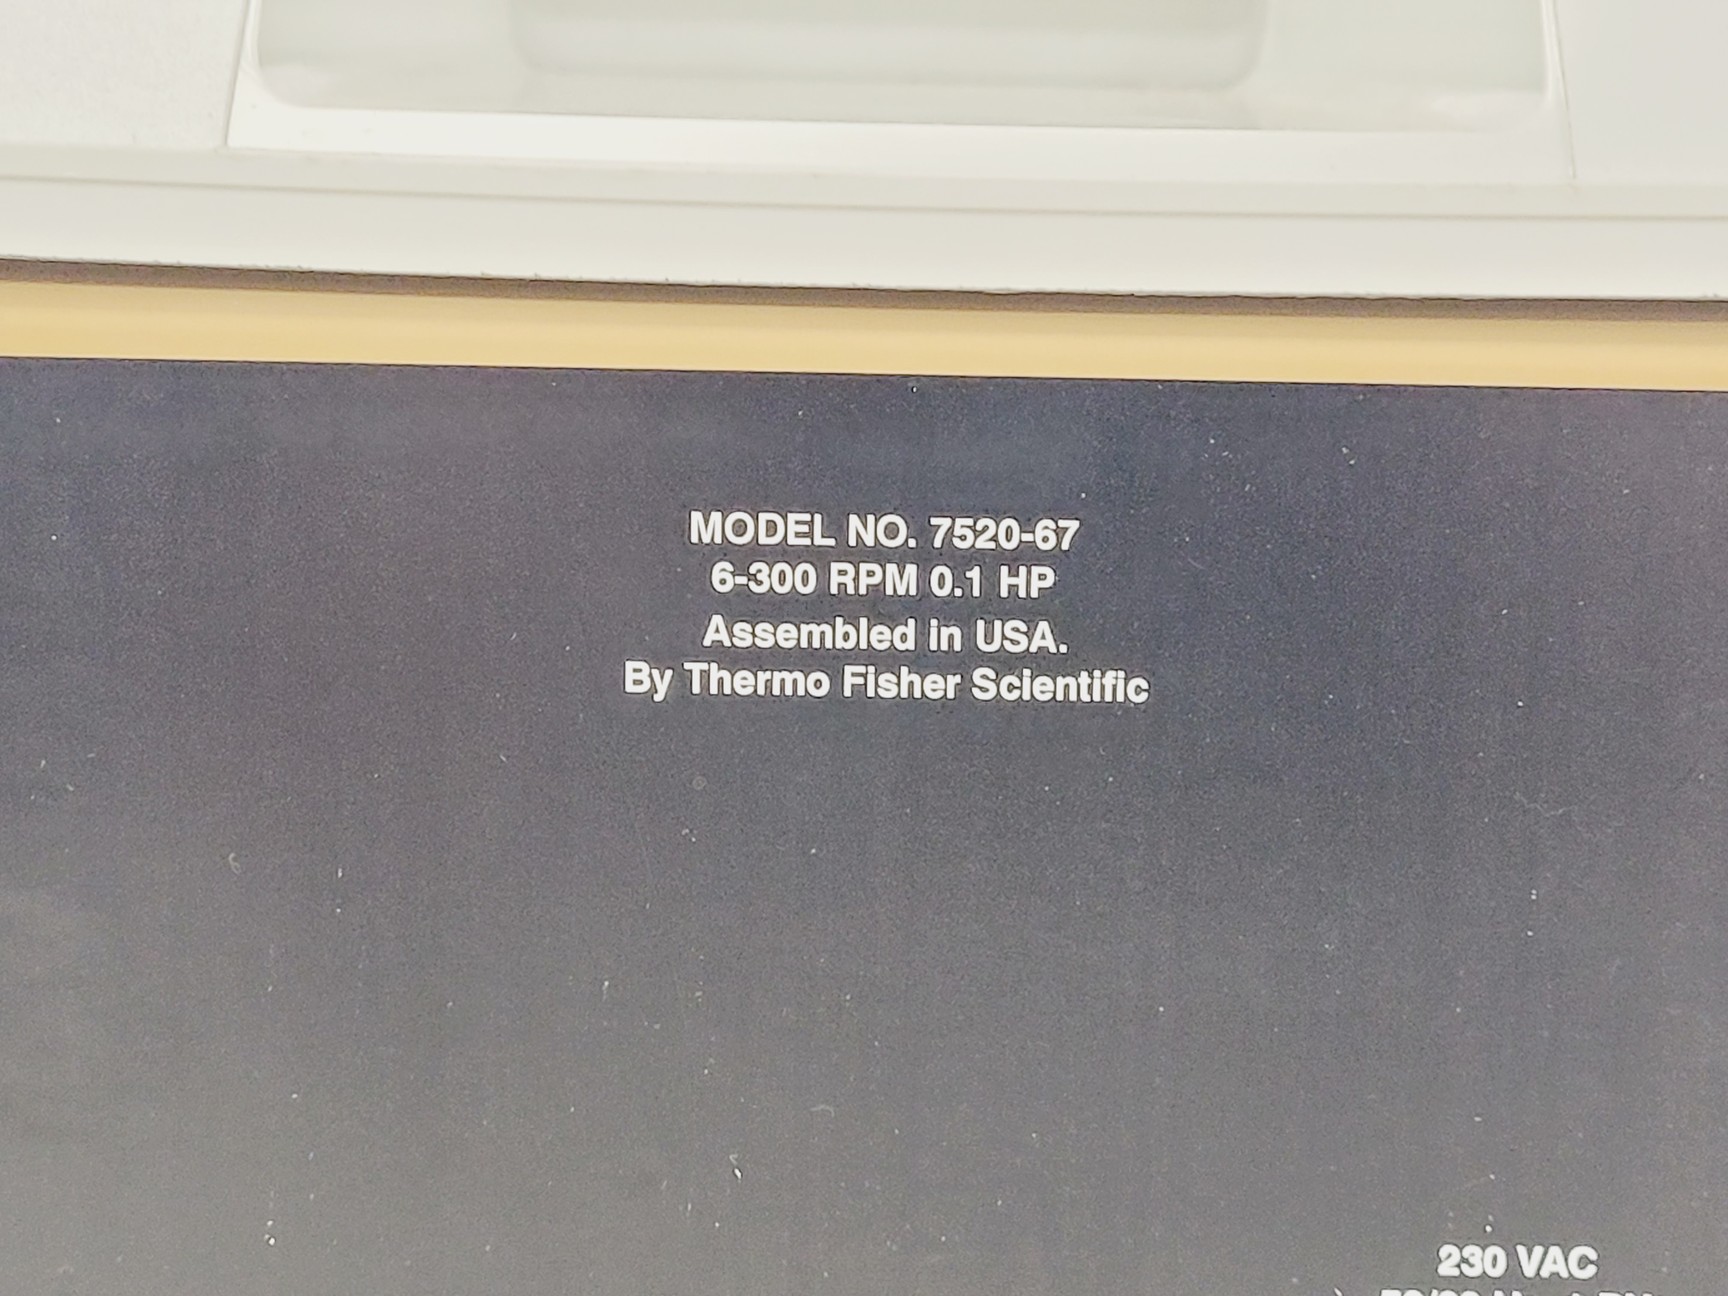 MODEL NO. 7520-67
6-300 RPM 0.1 HP
Assembled in USA.
By Thermo Fisher Scientific
230 VAC